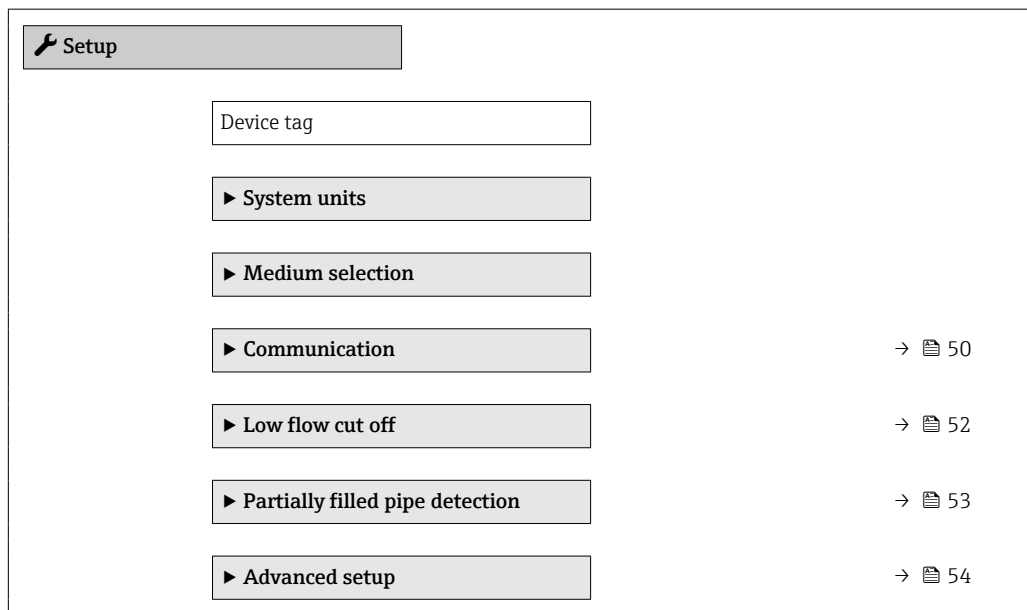 Setup
Device tag
▶ System units
▶ Medium selection
▶ Communication → 50
▶ Low flow cut off → 52
▶ Partially filled pipe detection → 53
▶ Advanced setup → 54